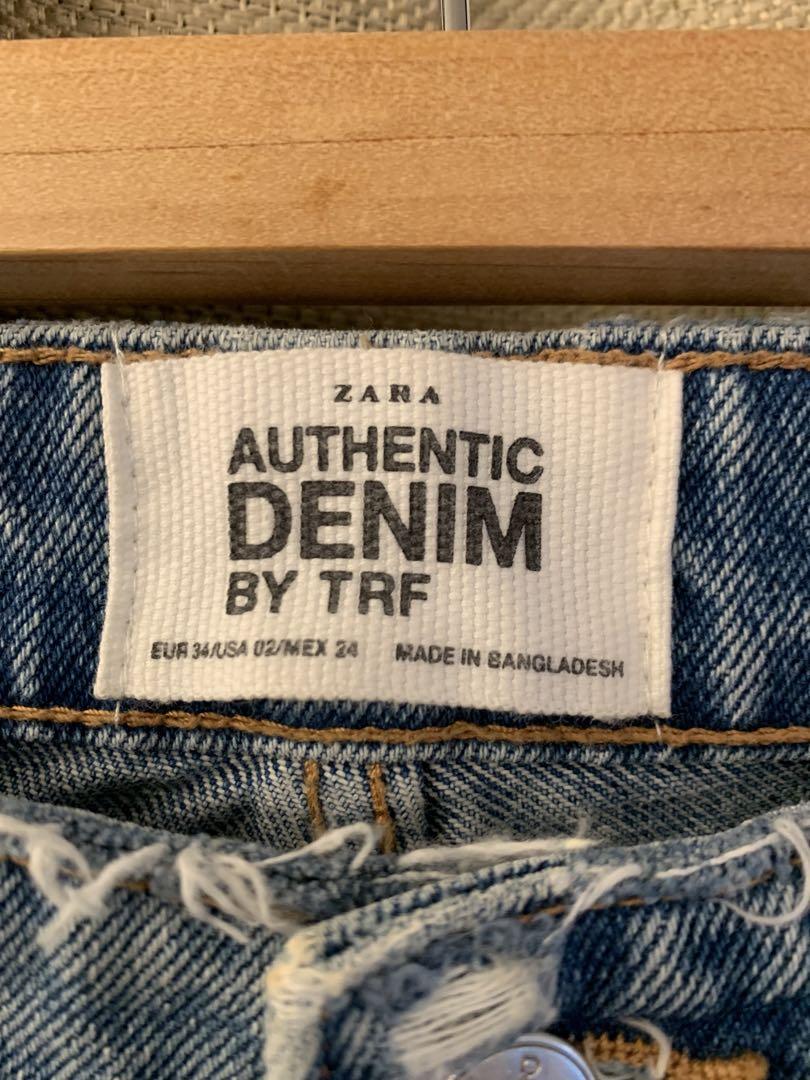 ZARA
AUTHENTIC
DENIM
BY TRF
EUR 34/USA 02/MEX 24 MADE IN BANGLADESH